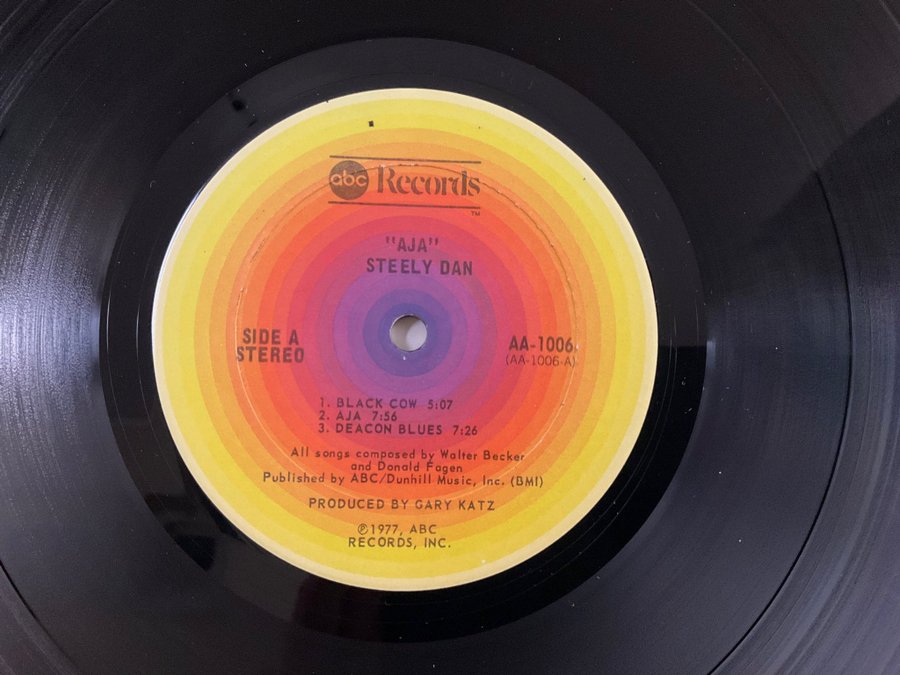 abc Records
TM
"AJA"
STEELY DAN
SIDE A
STEREO
AA-1006
(AA-1006-A)
1. BLACK COW 5:07
2. AJA 7:56
3. DEACON BLUES 7:26
All songs composed by Walter Becker
and Donald Fagen
Published by ABC/Dunhill Music, Inc. (BMI)
PRODUCED BY GARY KATZ
℗1977, ABC
RECORDS, INC.